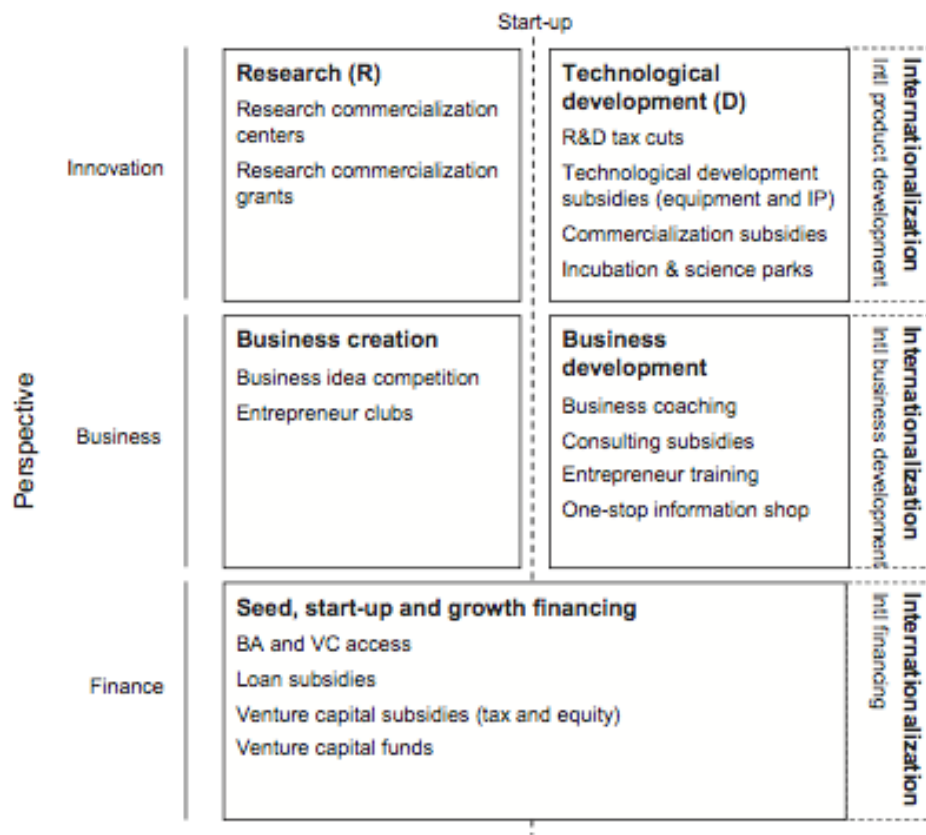 Start-up
Perspective
Innovation
Research (R)
Research commercialization
centers
Research commercialization
grants
Technological
development (D)
R&D tax cuts
Technological development
subsidies (equipment and IP)
Commercialization subsidies
Incubation & science parks
Internationalization
Intl product development
Business
Business creation
Business idea competition
Entrepreneur clubs
Business
development
Business coaching
Consulting subsidies
Entrepreneur training
One-stop information shop
Internationalization
Intl business development
Finance
Seed, start-up and growth financing
BA and VC access
Loan subsidies
Venture capital subsidies (tax and equity)
Venture capital funds
Internationalization
Intl financing